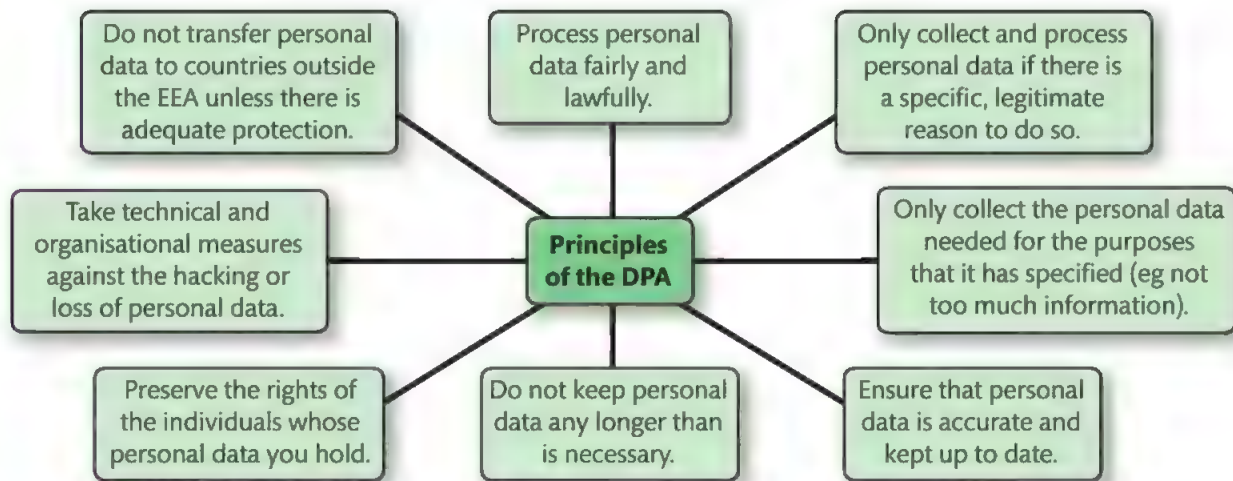 Do not transfer personal
data to countries outside
the EEA unless there is
adequate protection.
Process personal
data fairly and
lawfully.
Only collect and process
personal data if there is
a specific, legitimate
reason to do so.
Take technical and
organisational measures
against the hacking or
loss of personal data.
Principles
of the DPA
Only collect the personal data
needed for the purposes
that it has specified (eg not
too much information).
Preserve the rights of
the individuals whose
personal data you hold.
Do not keep personal
data any longer than
is necessary.
Ensure that personal
data is accurate and
kept up to date.